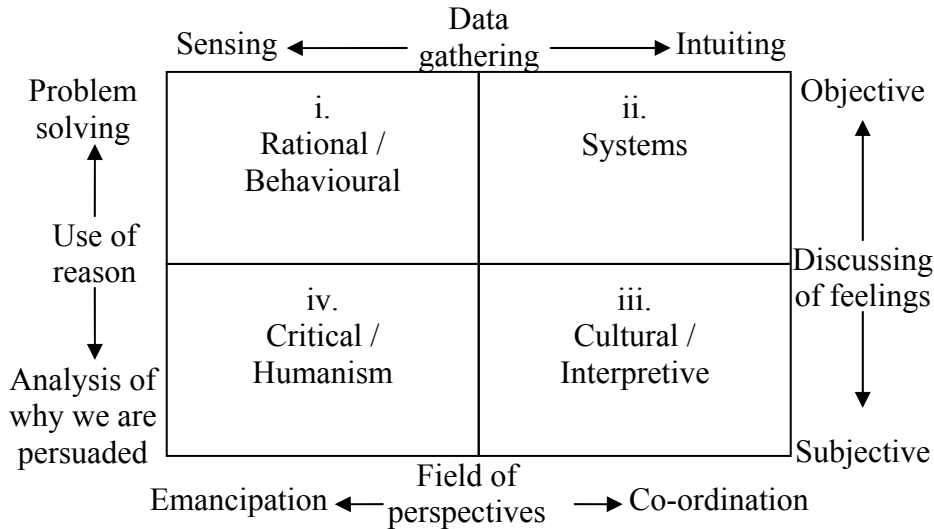 Sensing
Data
gathering
Intuiting
Problem
solving
Use of
reason
Analysis of
why we are
persuaded
i.
Rational /
Behavioural
ii.
Systems
iv.
Critical /
Humanism
iii.
Cultural /
Interpretive
Objective
Discussing
of feelings
Subjective
Emancipation
Field of
perspectives
Co-ordination